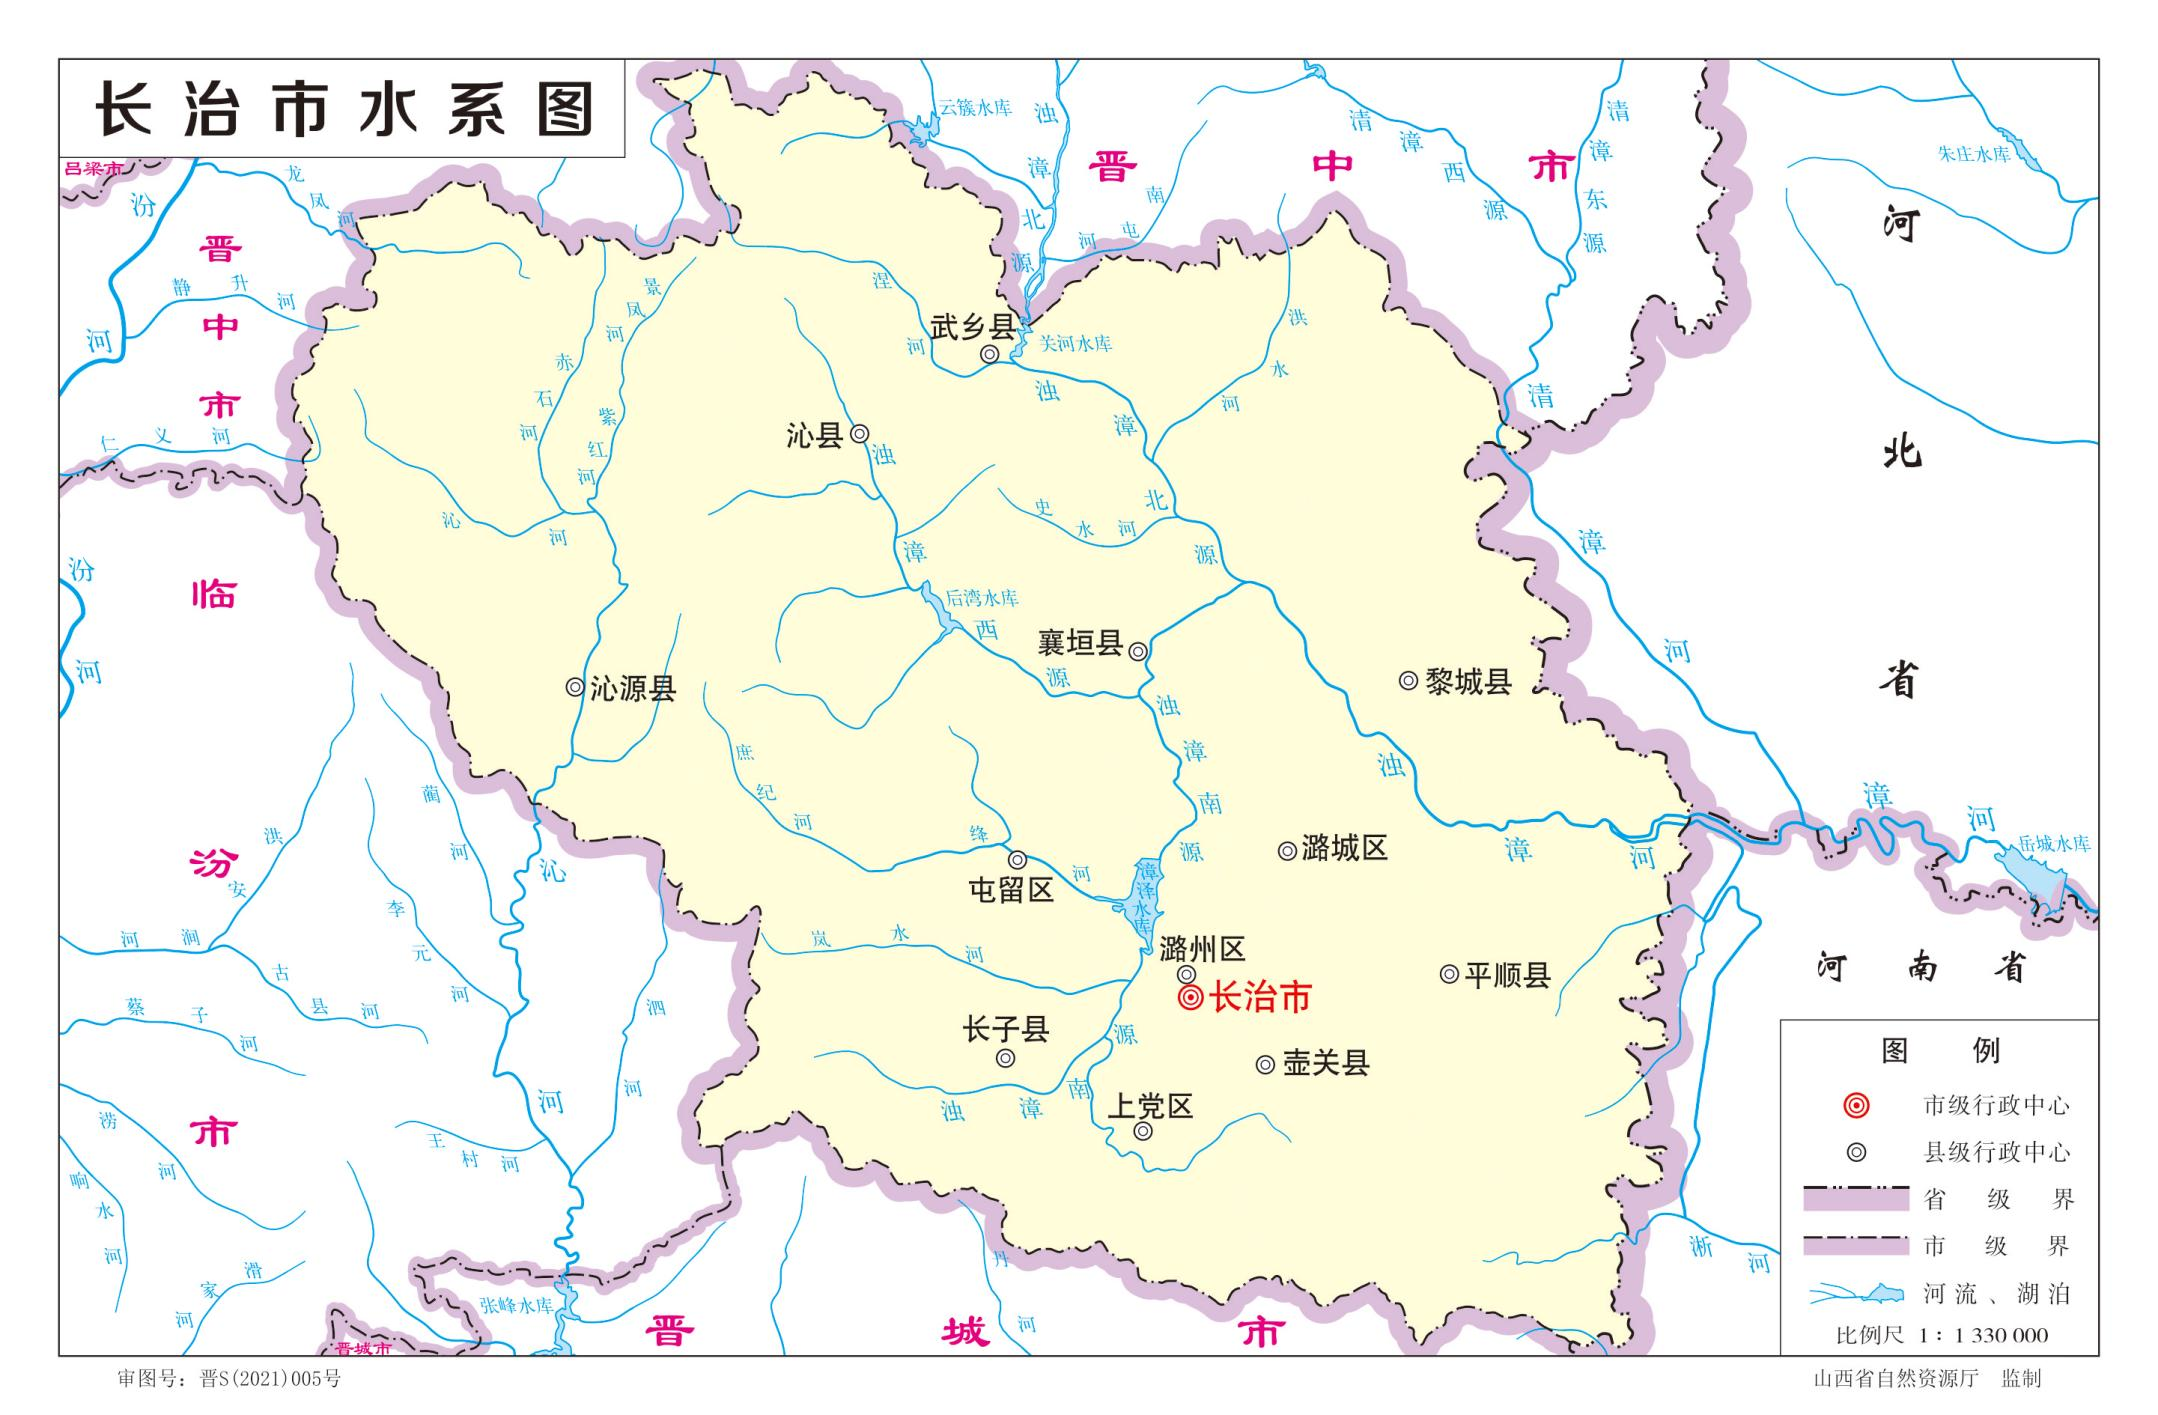 长治市水系图
吕梁市
汾河
龙凤河
晋中市
静升河
仁义河
云簇水库
浊漳北源
晋中市
南屯河
清漳西源
清漳东源
朱庄水库
河北省
景凤河
赤石河
紫红河
涅河
武乡县
关河水库
洪水河
清漳河
沁县
浊漳西源
浊漳北源
史水河
沁河
汾河
临汾市
后湾水库
襄垣县
沁源县
黎城县
浊漳南源
庶纪河
绛河
屯留区
漳泽水库
潞城区
浊漳河
漳河
岳城水库
洪安涧河
蔺河
李元河
沁河
岚水河
潞州区
长治市
平顺县
河南省
古县河
蔡子河
泗河
长子县
壶关县
浊漳南源
上党区
涝河
王村河
响水河
滑家河
张峰水库
晋城市
晋城市
丹河
淅河
图例
市级行政中心
县级行政中心
省级界
市级界
河流、湖泊
比例尺 1：1 330 000
审图号：晋S(2021)005号
山西省自然资源厅 监制